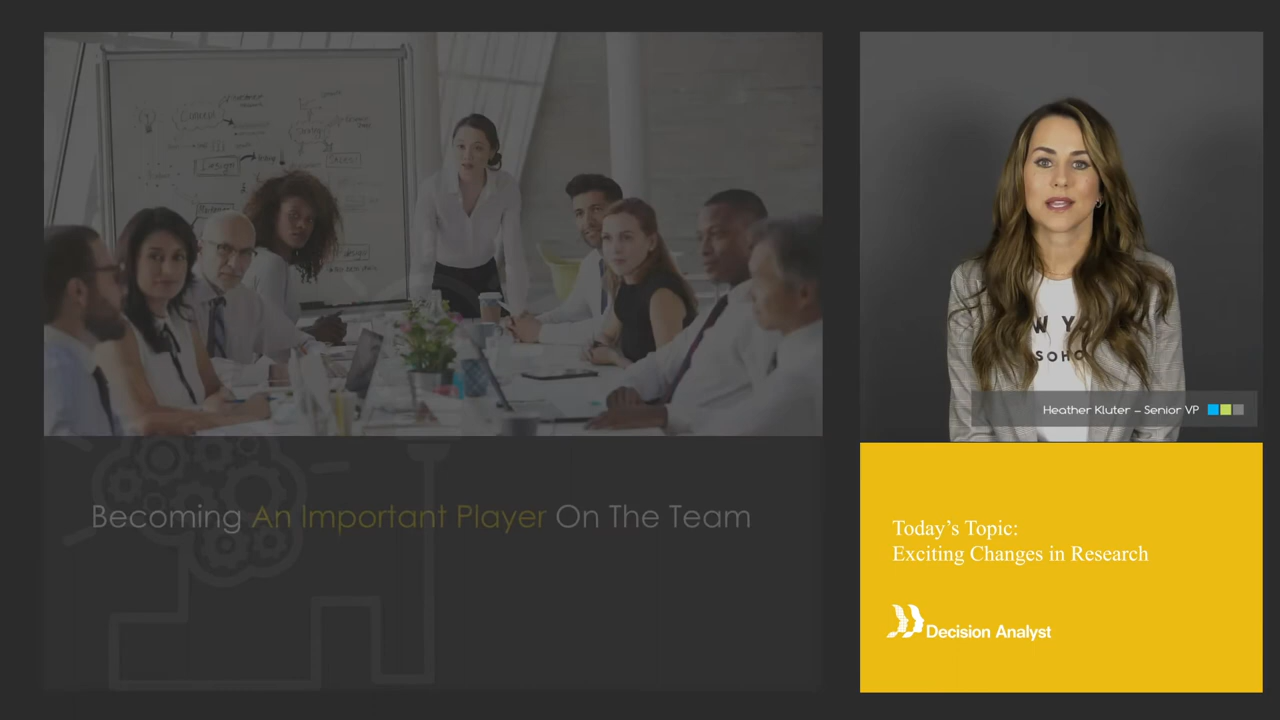 Becoming An Important Player On The Team
W Y
SOHO
Heather Kluter – Senior VP
Today's Topic:
Exciting Changes in Research
Decision Analyst